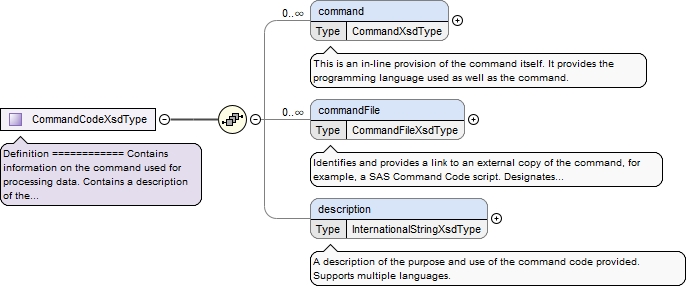 0..∞
command
Type CommandXsdType
This is an in-line provision of the command itself. It provides the
programming language used as well as the command.
CommandCodeXsdType
Definition ============ Contains
information on the command used for
processing data. Contains a description
of the...
0..∞
commandFile
Type CommandFileXsdType
Identifies and provides a link to an external copy of the command, for
example, a SAS Command Code script. Designates...
description
Type InternationalStringXsdType
A description of the purpose and use of the command code provided.
Supports multiple languages.